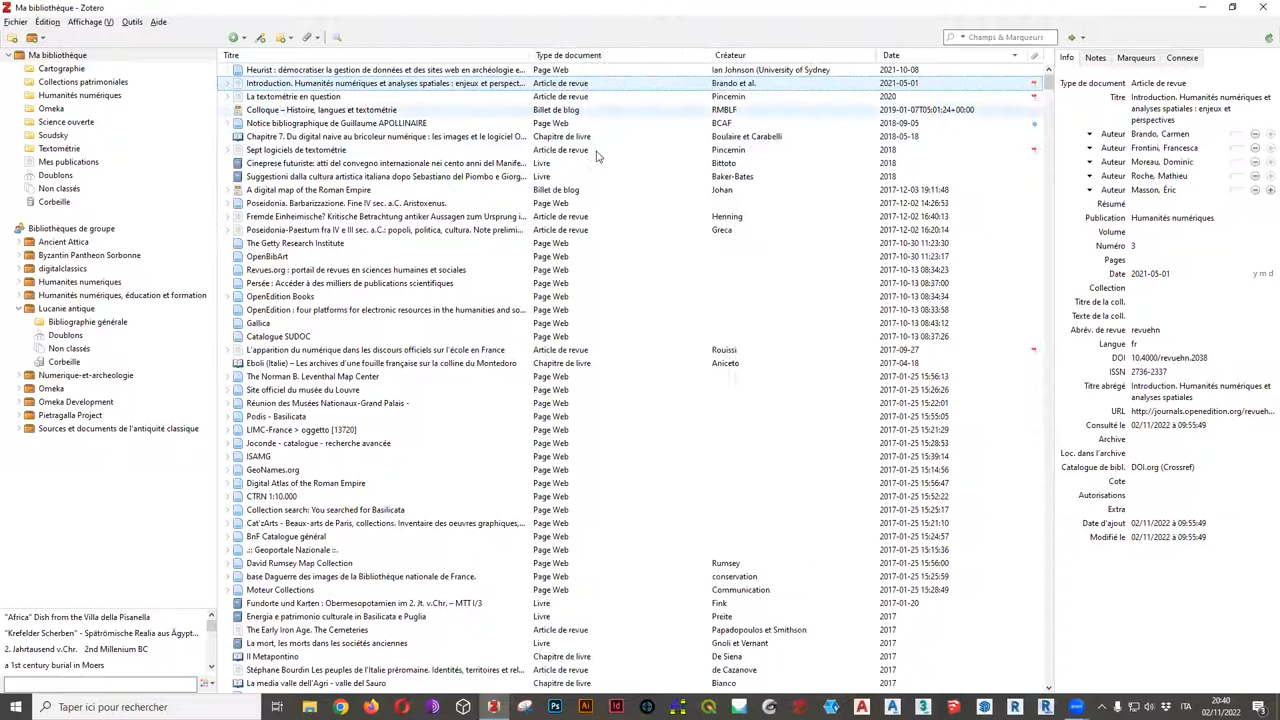 Ma bibliothèque - Zotero
Fichier Édition Affichage (V) Outils Aide
Champs & Marqueurs
Ma bibliothèque
Cartographie
Collections patrimoniales
Humanités numériques
Omeka
Science ouverte
Soudsky
Textométrie
Mes publications
Doublons
Non classés
Corbeille
Bibliothèques de groupe
Ancient Attica
Byzantin Pantheon Sorbonne
digitalclassics
Humanites numeriques
Humanités numériques, éducation et formation
Lucanie antique
Bibliographie générale
Doublons
Non classés
Corbeille
Numerique-et-archeologie
Omeka
Omeka Development
Pietragalla Project
Sources et documents de l'antiquité classique
"Africa" Dish from the Villa della Pisanella
"Krefelder Scherben" - Spätrömische Realia aus Ägypt...
2. Jahrtausend v.Chr. 2nd Millenium BC
a 1st century burial in Moers
Titre Type de document Créateur Date
Heurist : démocratiser la gestion de données et des sites web en archéologie e... Page Web Ian Johnson (University of Sydney 2021-10-08
Introduction. Humanités numériques et analyses spatiales : enjeux et perspect... Article de revue Brando et al. 2021-05-01
La textométrie en question Article de revue Pincemin 2020
Colloque – Histoire, langues et textométrie Billet de blog RMBLF 2019-01-07T05:01:24+00:00
Notice bibliographique de Guillaume APOLLINAIRE Page Web BCAF 2018-09-05
Chapitre 7. Du digital naive au bricoleur numérique : les images et le logiciel O... Chapitre de livre Boulaire et Carabelli 2018-05-18
Sept logiciels de textométrie Article de revue Pincemin 2018
Cineprese futuriste: atti del convegno internazionale nei cento anni del Manife... Livre Bittoto 2018
Suggestioni dalla cultura artistica italiana dopo Sebastiano del Piombo e Giorg... Livre Baker-Bates 2018
A digital map of the Roman Empire Billet de blog Johan 2017-12-03 19:11:48
Poseidonia. Barbarizzazione. Fine IV sec. a.C. Aristoxenus. Page Web 2017-12-02 14:26:53
Fremde Einheimische? Kritische Betrachtung antiker Aussagen zum Ursprung i... Article de revue Henning 2017-12-02 16:40:13
Poseidonia-Paestum fra IV e III sec. a.C.: popoli, politica, cultura. Note prelimi... Article de revue Greca 2017-12-02 16:20:14
The Getty Research Institute Page Web 2017-10-30 11:23:30
OpenBibArt Page Web 2017-10-30 11:23:17
Revues.org : portail de revues en sciences humaines et sociales Page Web 2017-10-13 08:34:23
Persée : Accéder à des milliers de publications scientifiques Page Web 2017-10-13 08:37:00
OpenEdition Books Page Web 2017-10-13 08:34:34
OpenEdition : four platforms for electronic resources in the humanities and so... Page Web 2017-10-13 08:33:59
Gallica Page Web 2017-10-13 08:43:12
Catalogue SUDOC Page Web 2017-10-13 08:37:26
L'apparition du numérique dans les discours officiels sur l'école en France Article de revue Rouissi 2017-09-27
Eboli (Italie) – Les archives d'une fouille française sur la colline du Montedoro Chapitre de livre Aniceto 2017-04-18
The Norman B. Leventhal Map Center Page Web 2017-01-25 15:56:13
Site officiel du musée du Louvre Page Web 2017-01-25 15:26:26
Réunion des Musées Nationaux-Grand Palais - Page Web 2017-01-25 15:22:01
Podis - Basilicata Page Web 2017-01-25 15:55:05
LIMC-France > oggetto [13720] Page Web 2017-01-25 15:21:29
Joconde - catalogue - recherche avancée Page Web 2017-01-25 15:28:53
ISAMG Page Web 2017-01-25 15:39:14
GeoNames.org Page Web 2017-01-25 15:14:56
Digital Atlas of the Roman Empire Page Web 2017-01-25 15:56:47
CTRN 1:10.000 Page Web 2017-01-25 15:52:22
Collection search: You searched for Basilicata Page Web 2017-01-25 15:25:17
Cat'zArts - Beaux-arts de Paris, collections. Inventaire des oeuvres graphiques,... Page Web 2017-01-25 15:21:10
BnF Catalogue général Page Web 2017-01-25 15:24:57
.:: Geoportale Nazionale ::. Page Web 2017-01-25 15:15:36
David Rumsey Map Collection Page Web Rumsey 2017-01-25 15:56:00
base Daguerre des images de la Bibliothèque nationale de France. Page Web conservation 2017-01-25 15:25:59
Moteur Collections Page Web Communication 2017-01-25 15:28:49
Fundorte und Karten : Obermesopotamien im 2. Jt. v.Chr. – MTT I/3 Livre Fink 2017-01-20
Energia e patrimonio culturale in Basilicata e Puglia Livre Preite 2017
The Early Iron Age. The Cemeteries Article de revue Papadopoulos et Smithson 2017
La mort, les morts dans les sociétés anciennes Livre Gnoli et Vernant 2017
Il Metapontino Chapitre de livre De Siena 2017
Stéphane Bourdin Les peuples de l'Italie préromaine. Identités, territoires et rel... Article de revue de Cazanove 2017
La media valle dell'Agri - valle del Sauro Chapitre de livre Bianco 2017
Info Notes Marqueurs Connexe
Type de document Article de revue
Titre Introduction. Humanités
numériques et analyses
spatiales : enjeux et
perspectives
Auteur Brando, Carmen
Auteur Frontini, Francesca
Auteur Moreau, Dominic
Auteur Roche, Mathieu
Auteur Masson, Éric
Résumé
Publication Humanités numériques
Volume
Numéro 3
Pages
Date 2021-05-01 y m d
Collection
Titre de la coll.
Texte de la coll.
Abrév. de revue revuehn
Langue fr
DOI 10.4000/revuehn.2038
ISSN 2736-2337
Titre abrégé Introduction. Humanités
numériques et analyses
spatiales
URL http://journals.openedition.org/revueh...
Consulté le 02/11/2022 à 09:55:49
Archive
Loc. dans l'archive
Catalogue de bibl. DOI.org (Crossref)
Cote
Autorisations
Extra
Date d'ajout 02/11/2022 à 09:55:49
Modifié le 02/11/2022 à 09:55:49
Taper ici pour rechercher
ITA
20:40
02/11/2022